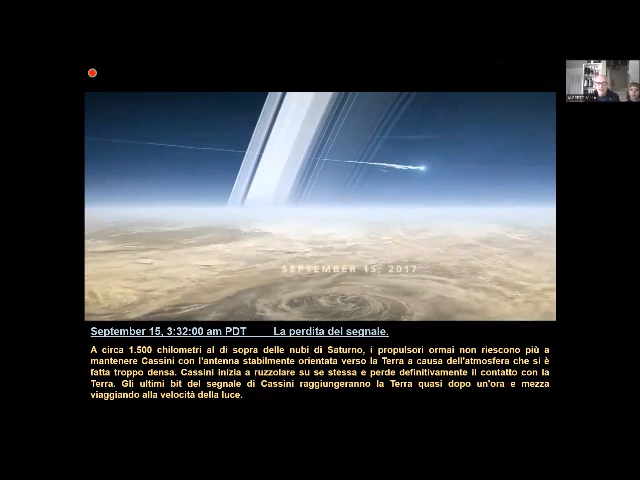 SEPTEMBER 15, 2017
September 15, 3:32:00 am PDT La perdita del segnale.
A circa 1.500 chilometri al di sopra delle nubi di Saturno, i propulsori ormai non riescono più a
mantenere Cassini con l'antenna stabilmente orientata verso la Terra a causa dell'atmosfera che si è
fatta troppo densa. Cassini inizia a ruzzolare su se stessa e perde definitivamente il contatto con la
Terra. Gli ultimi bit del segnale di Cassini raggiungeranno la Terra quasi dopo un'ora e mezza
viaggiando alla velocità della luce.